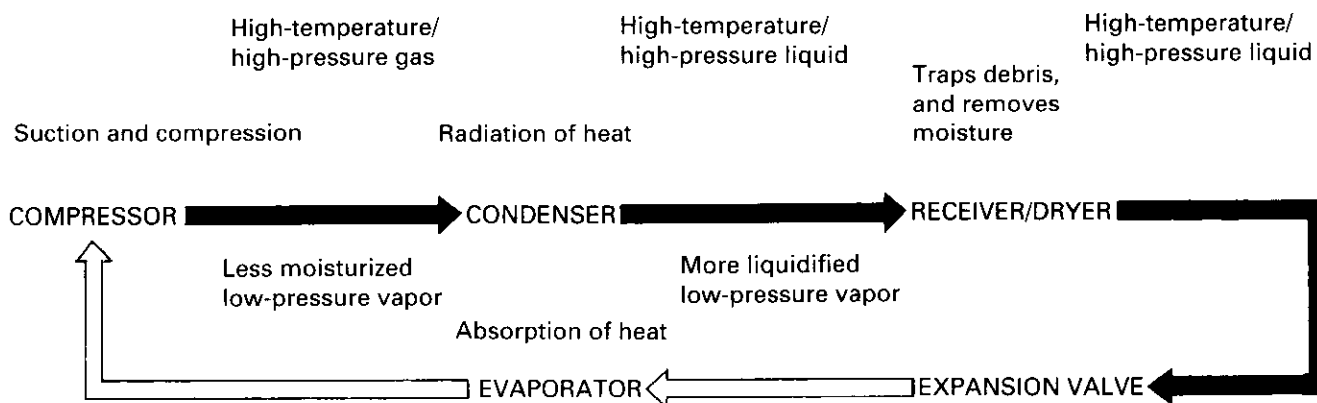 High-temperature/
high-pressure gas
High-temperature/
high-pressure liquid
High-temperature/
high-pressure liquid
Traps debris,
and removes
moisture
Suction and compression
Radiation of heat
COMPRESSOR
CONDENSER
RECEIVER/DRYER
Less moisturized
low-pressure vapor
More liquidified
low-pressure vapor
Absorption of heat
EVAPORATOR
EXPANSION VALVE